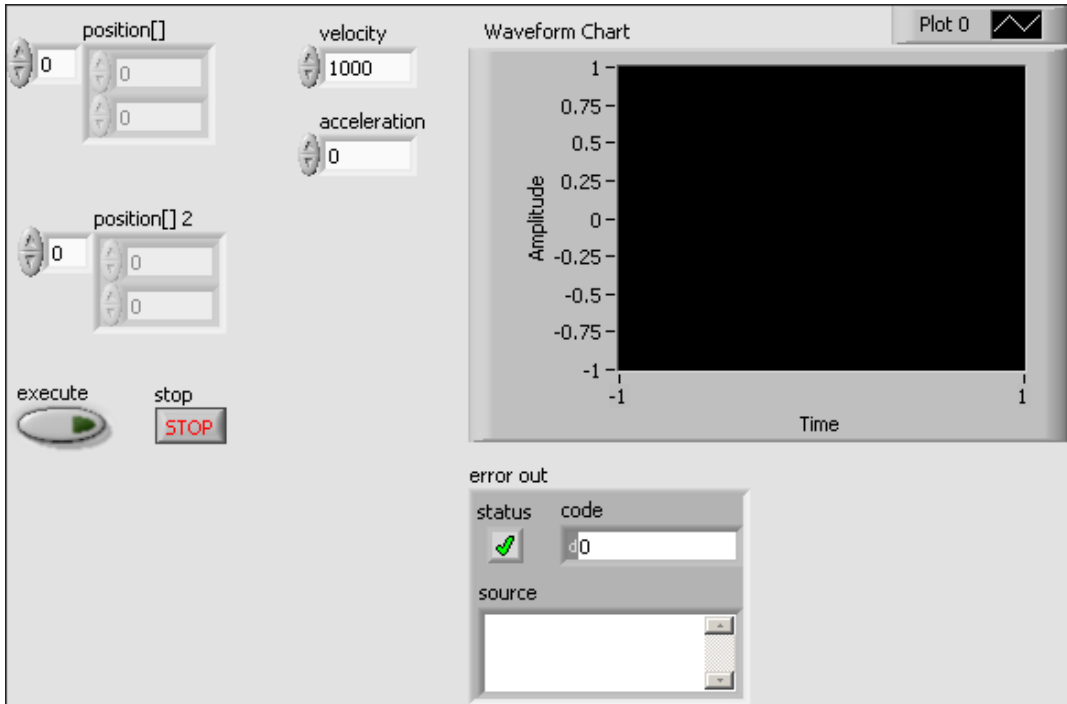 position[]
0
0
0
velocity
1000
acceleration
0
position[] 2
0
0
0
execute
stop
STOP
Waveform Chart
Plot 0
Amplitude
1
0.75
0.5
0.25
0
-0.25
-0.5
-0.75
-1
-1
1
Time
error out
status
code
d0
source